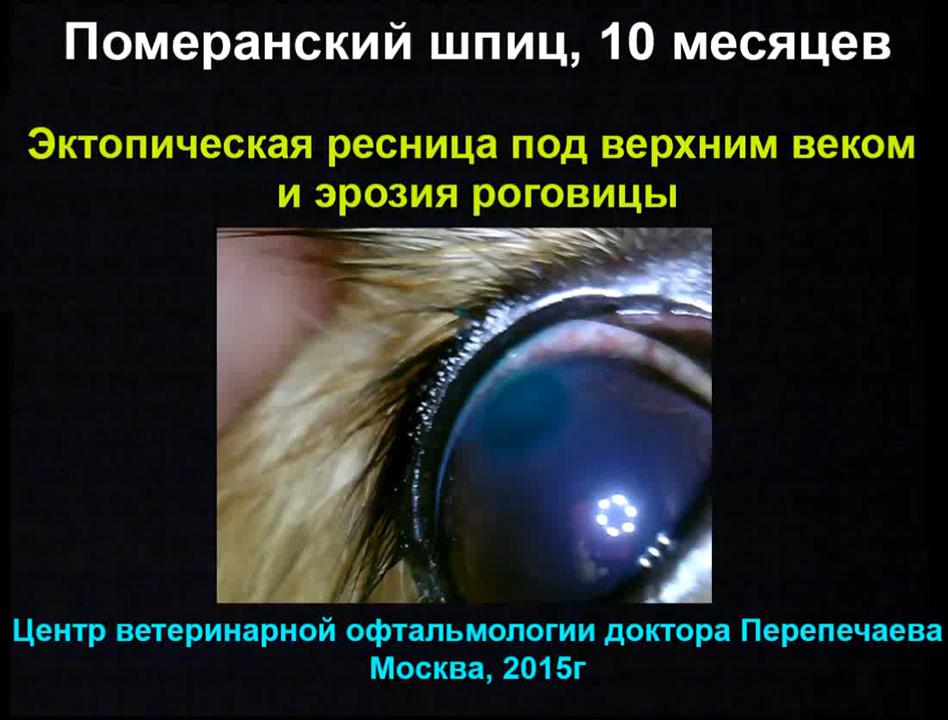 Померанский шпиц, 10 месяцев
Эктопическая ресница под верхним веком
и эрозия роговицы
Центр ветеринарной офтальмологии доктора Перепечаева
Москва, 2015г